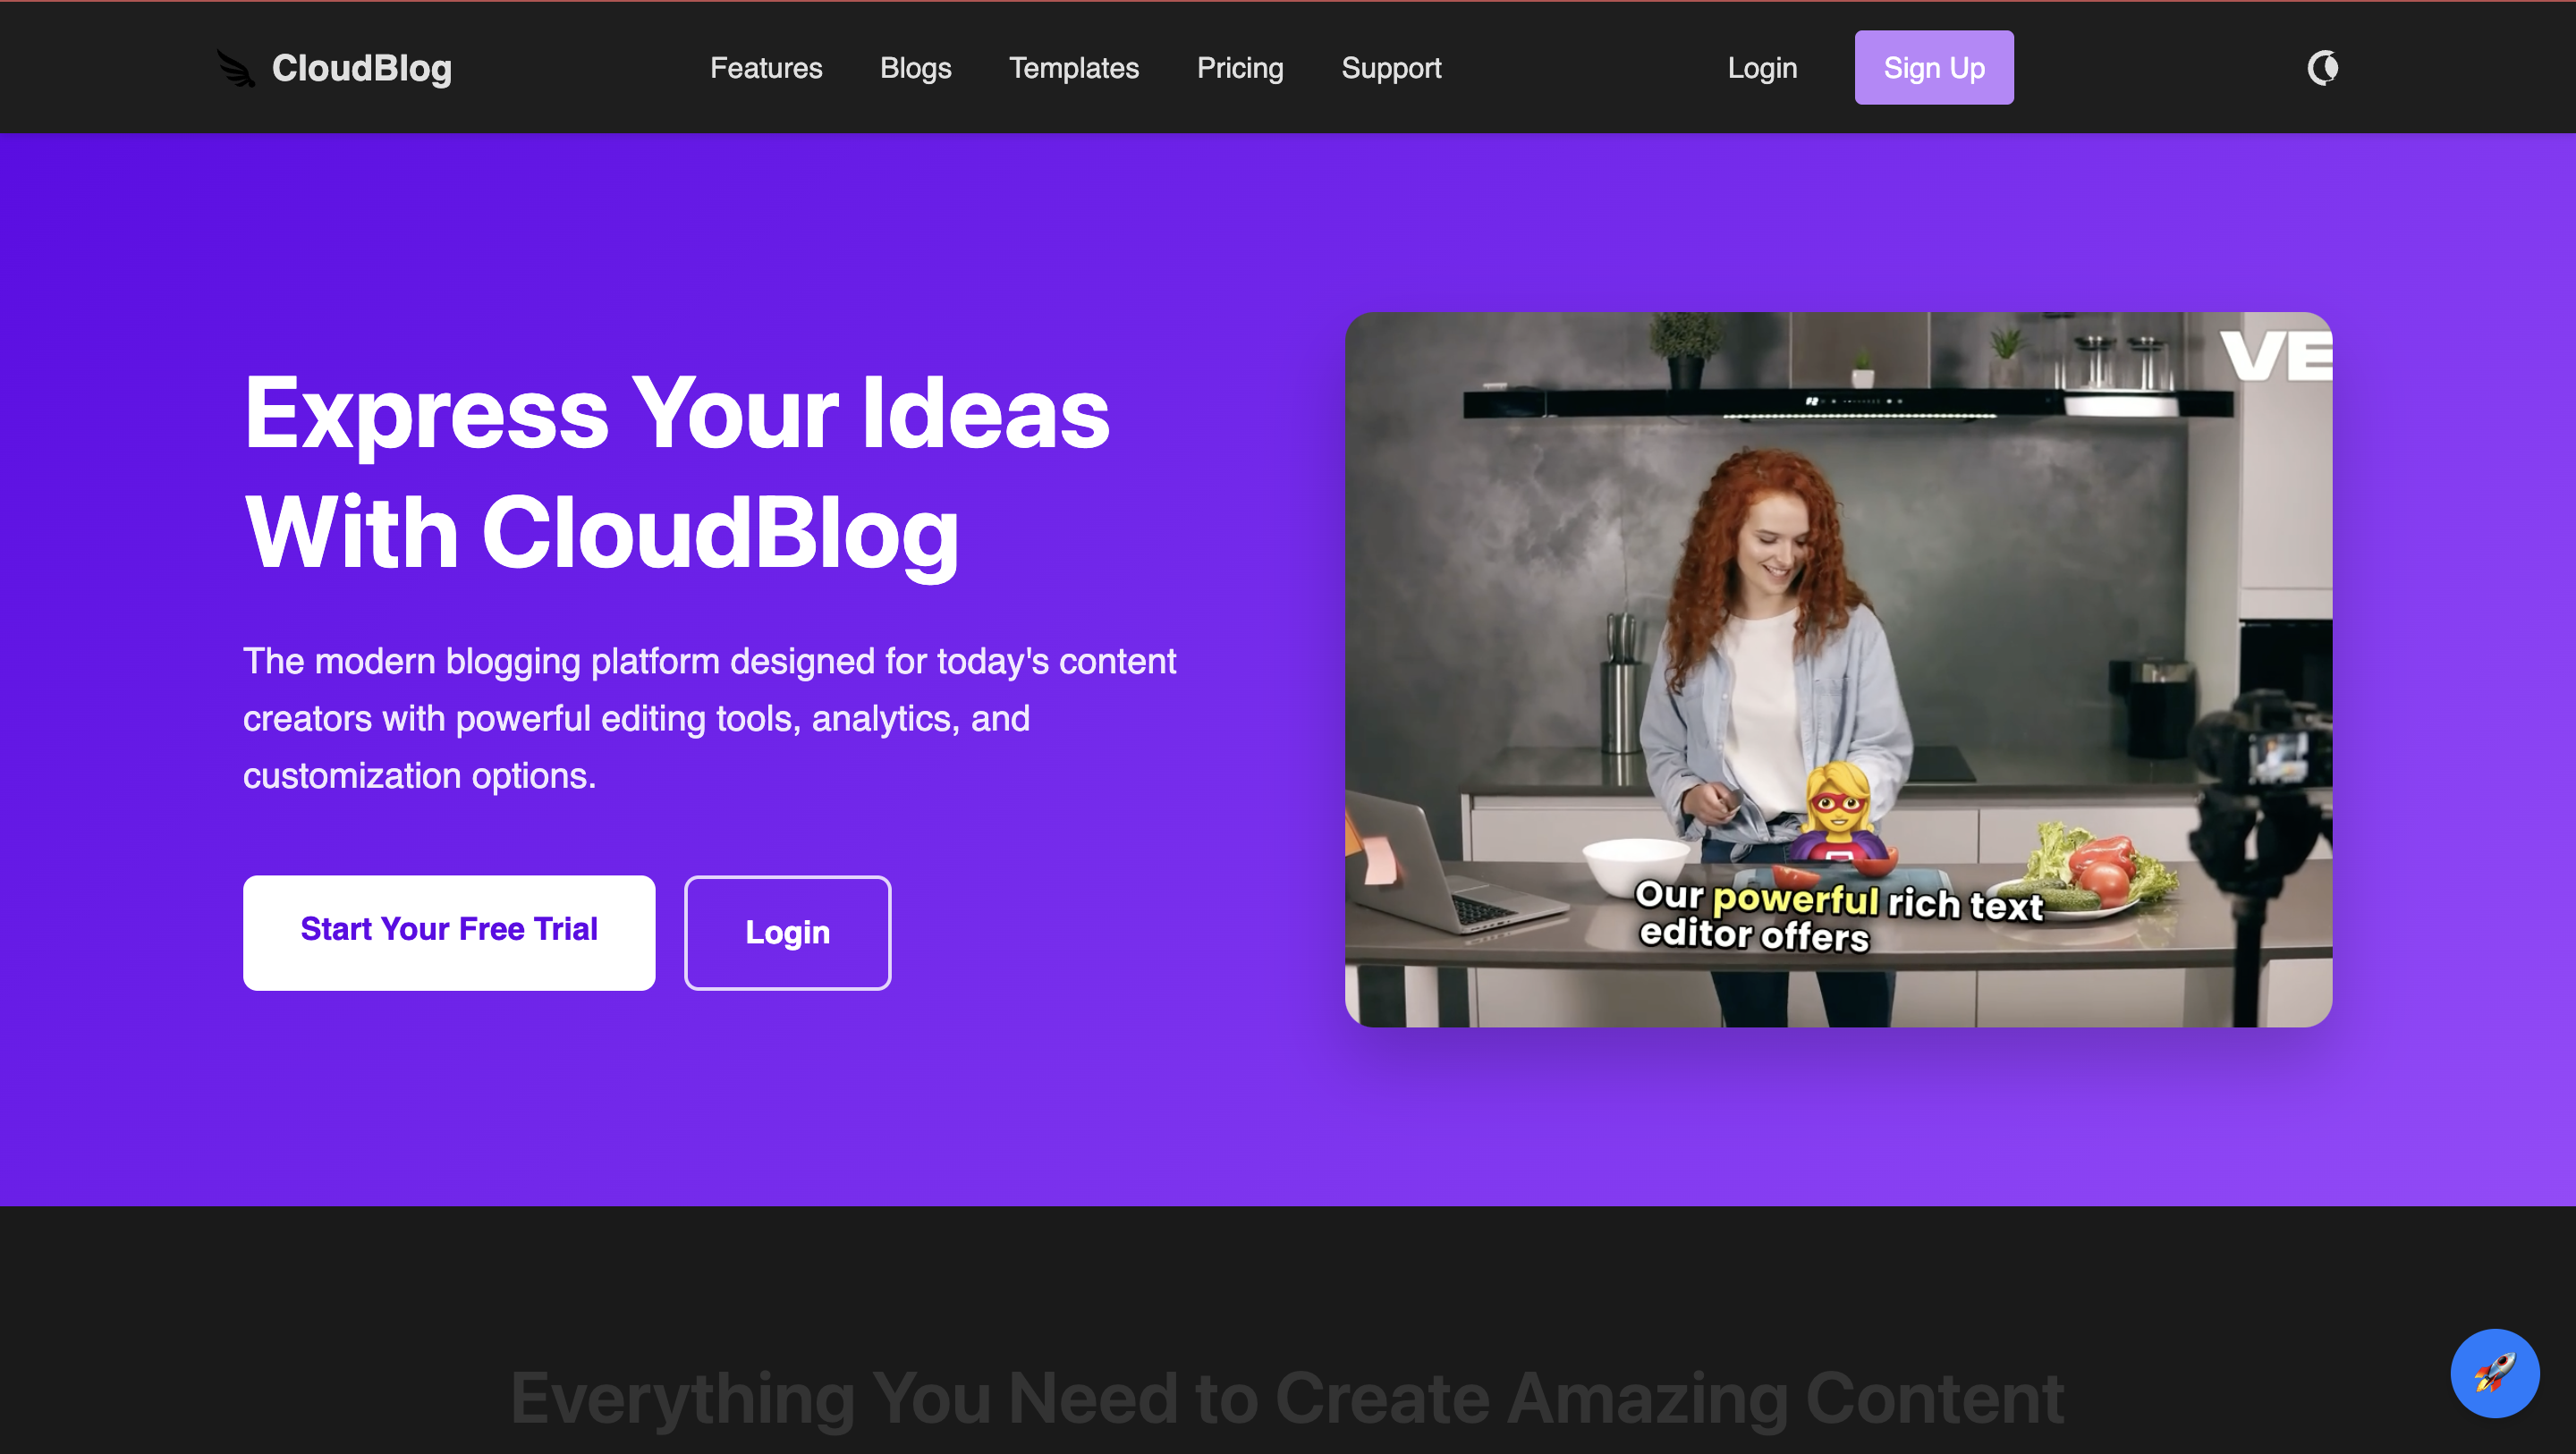 CloudBlog
Features Blogs Templates Pricing Support
Login
Sign Up
Express Your Ideas
With CloudBlog
The modern blogging platform designed for today's content
creators with powerful editing tools, analytics, and
customization options.
Start Your Free Trial
Login
VE
Our powerful rich text
editor offers
Everything You Need to Create Amazing Content